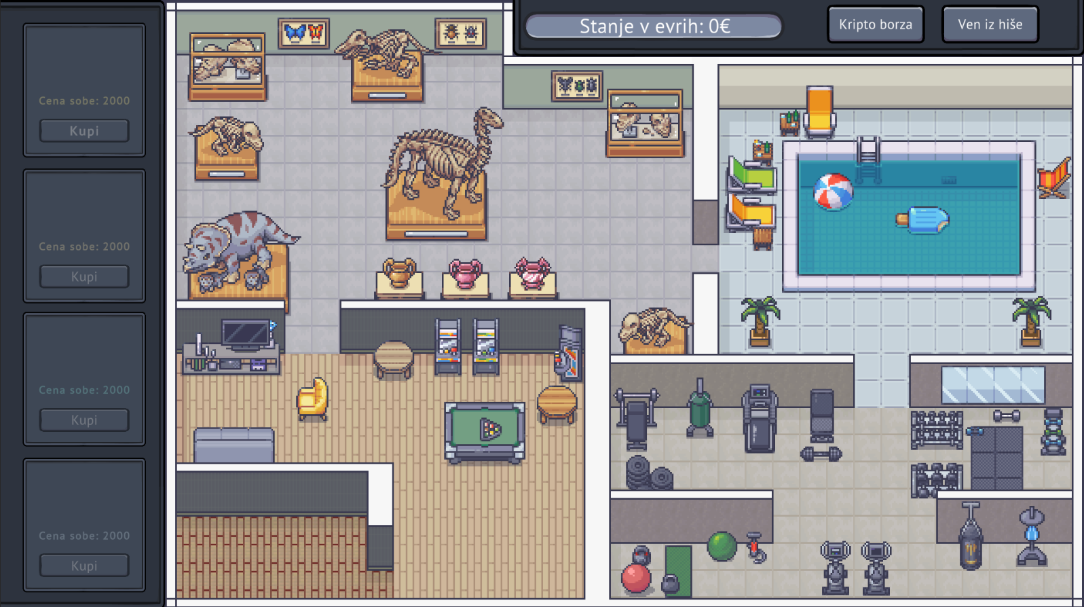 Stanje v evrih: 0€
Kripto borza
Ven iz hiše
Cena sobe: 2000
Kupi
Cena sobe: 2000
Kupi
Cena sobe: 2000
Kupi
Cena sobe: 2000
Kupi